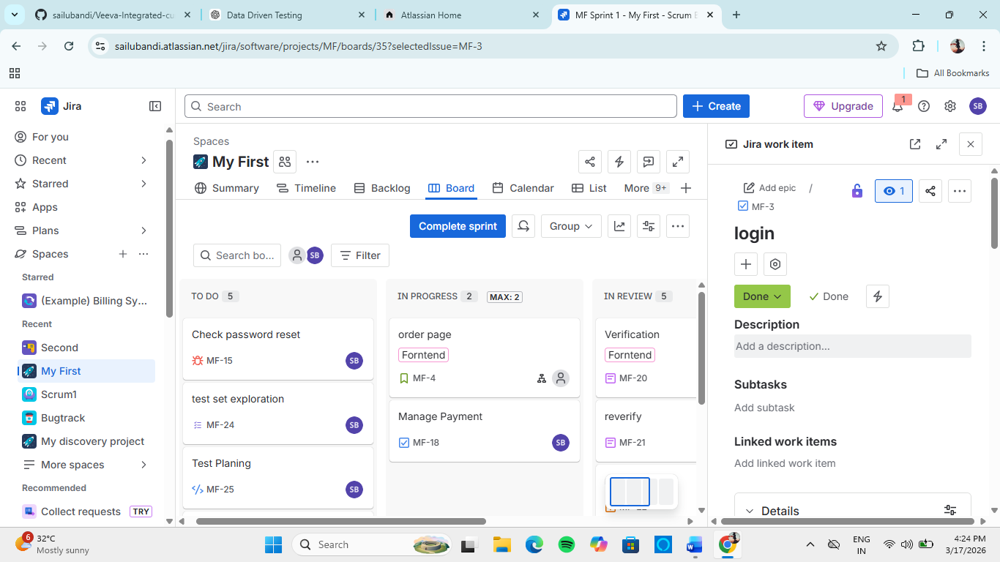 sailubandi/Veeva-Integrated-cu
Data Driven Testing
Atlassian Home
MF Sprint 1 - My First - Scrum B
sailubandi.atlassian.net/jira/software/projects/MF/boards/35?selectedIssue=MF-3
All Bookmarks
Jira
Search
Create
Upgrade
1
SB
For you
Recent
Starred
Apps
Plans
Spaces
Starred
(Example) Billing Sy...
Recent
Second
My First
Scrum1
Bugtrack
My discovery project
More spaces
Recommended
Collect requests TRY
Spaces
My First
Summary Timeline Backlog Board Calendar List More 9+
Complete sprint Group
Search bo... SB Filter
TO DO 5
Check password reset
MF-15 SB
test set exploration
MF-24 SB
Test Planing
MF-25 SB
IN PROGRESS 2 MAX: 2
order page
Forntend
MF-4
Manage Payment
MF-18 SB
IN REVIEW 5
Verification
Forntend
MF-20
reverify
MF-21
Jira work item
Add epic /
MF-3
1
login
Done Done
Description
Add a description...
Subtasks
Add subtask
Linked work items
Add linked work item
Details
6
32°C
Mostly sunny
Search
ENG
IN
4:24 PM
3/17/2026